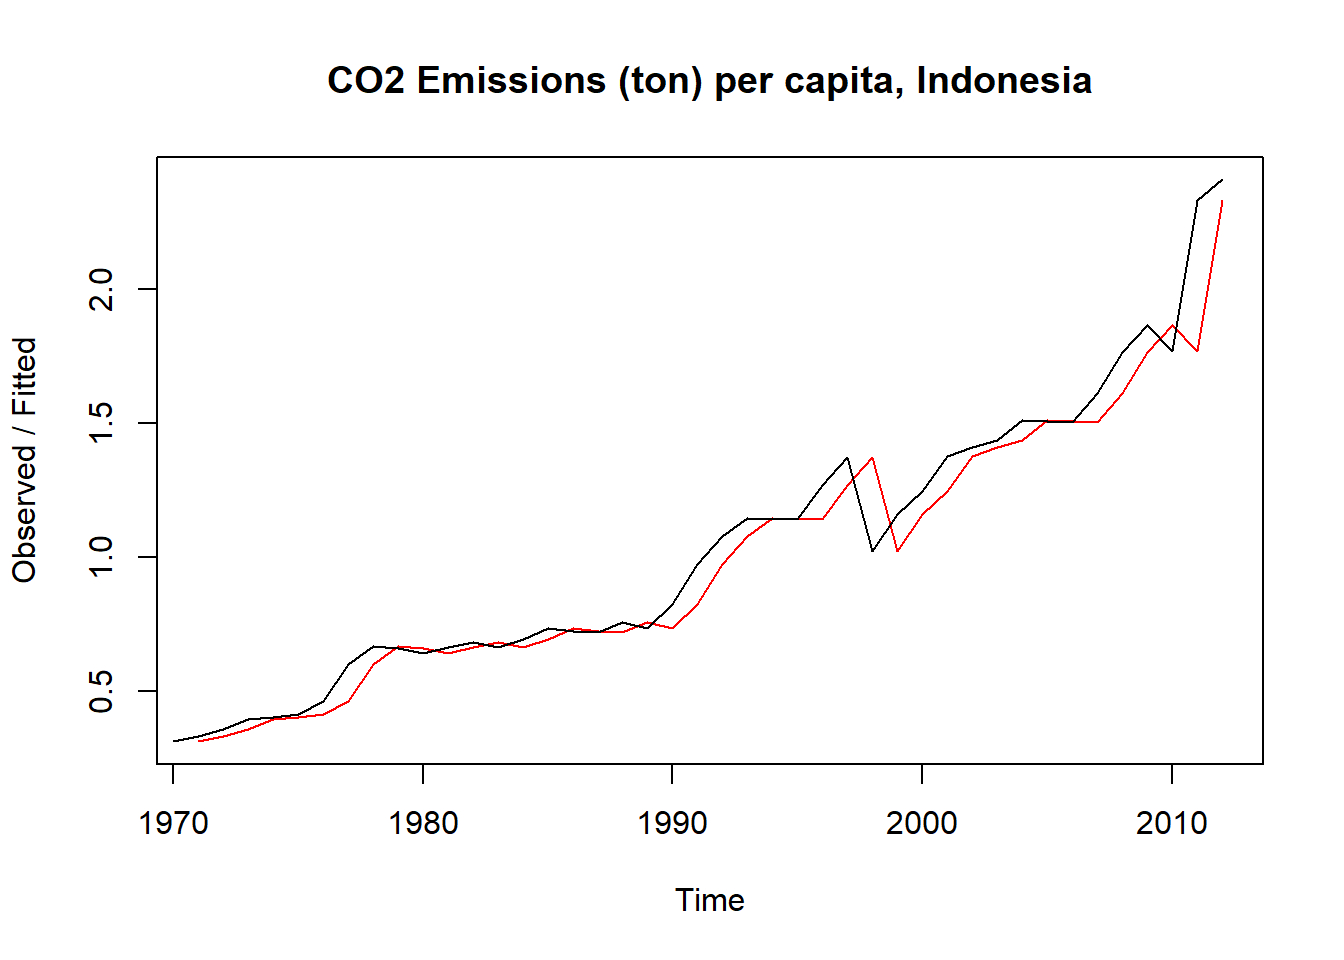 CO2 Emissions (ton) per capita, Indonesia
Observed / Fitted
2.0
1.5
1.0
0.5
1970 1980 1990 2000 2010
Time